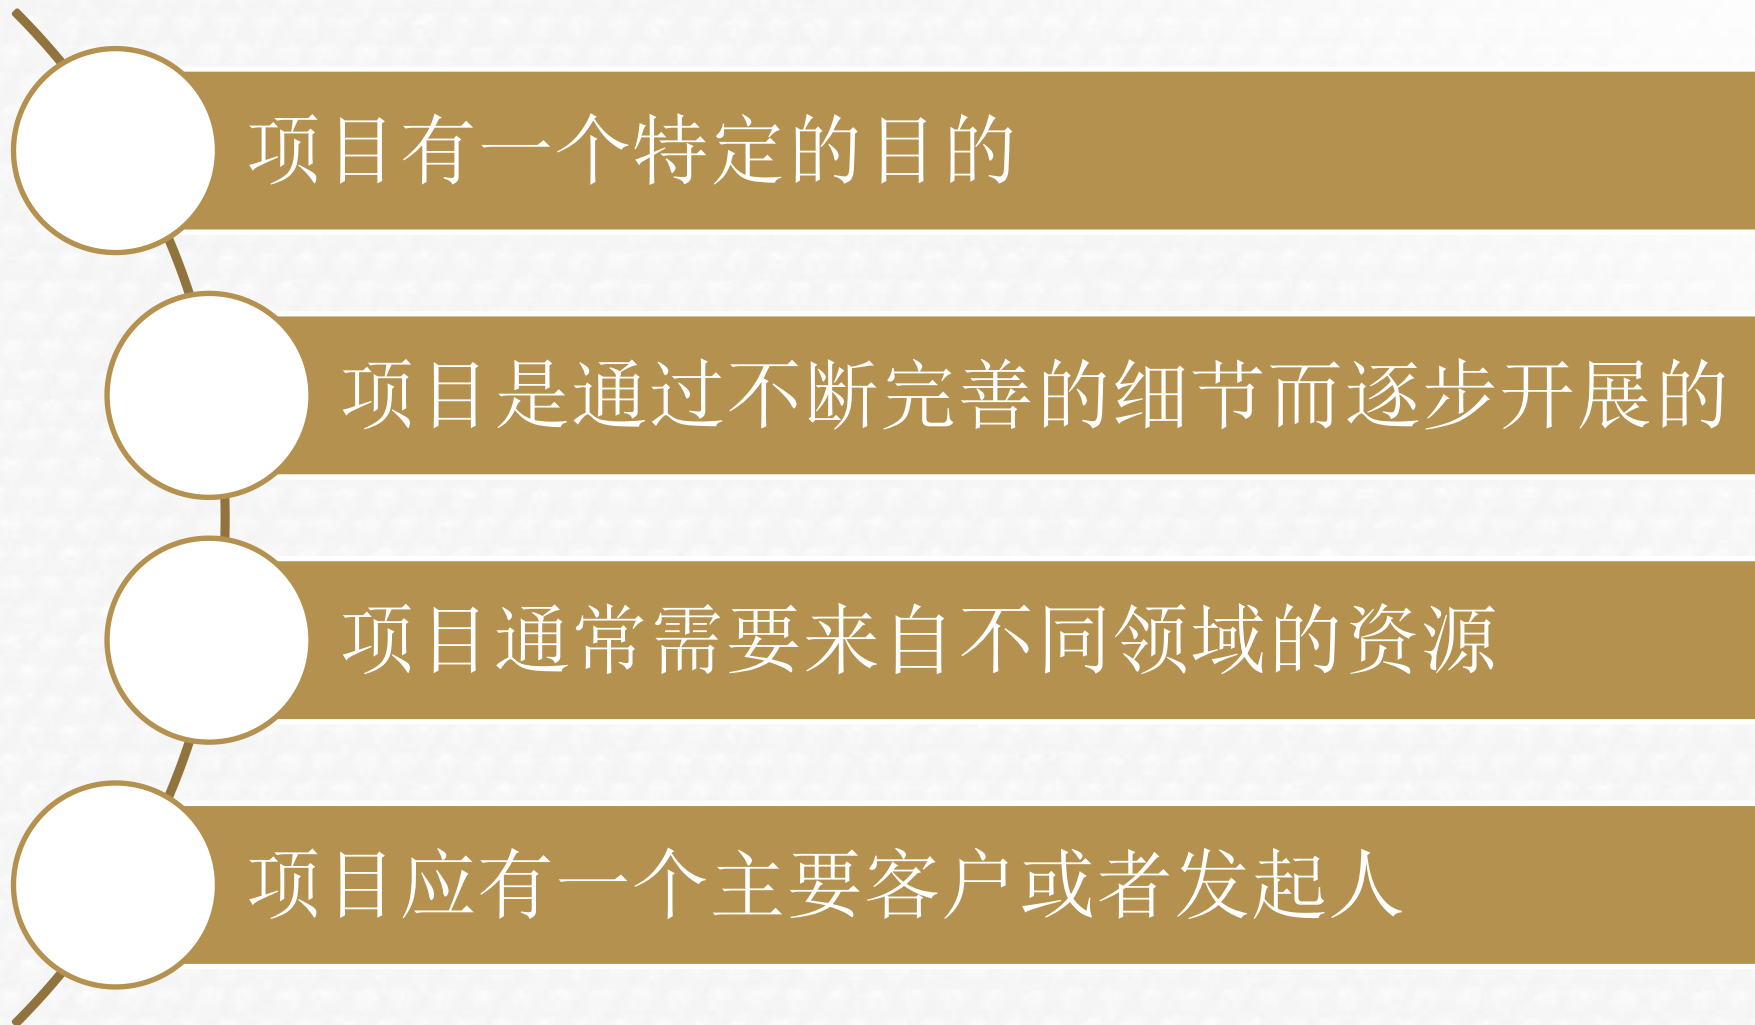 项目有一个特定的目的
项目是通过不断完善的细节而逐步开展的
项目通常需要来自不同领域的资源
项目应有一个主要客户或者发起人